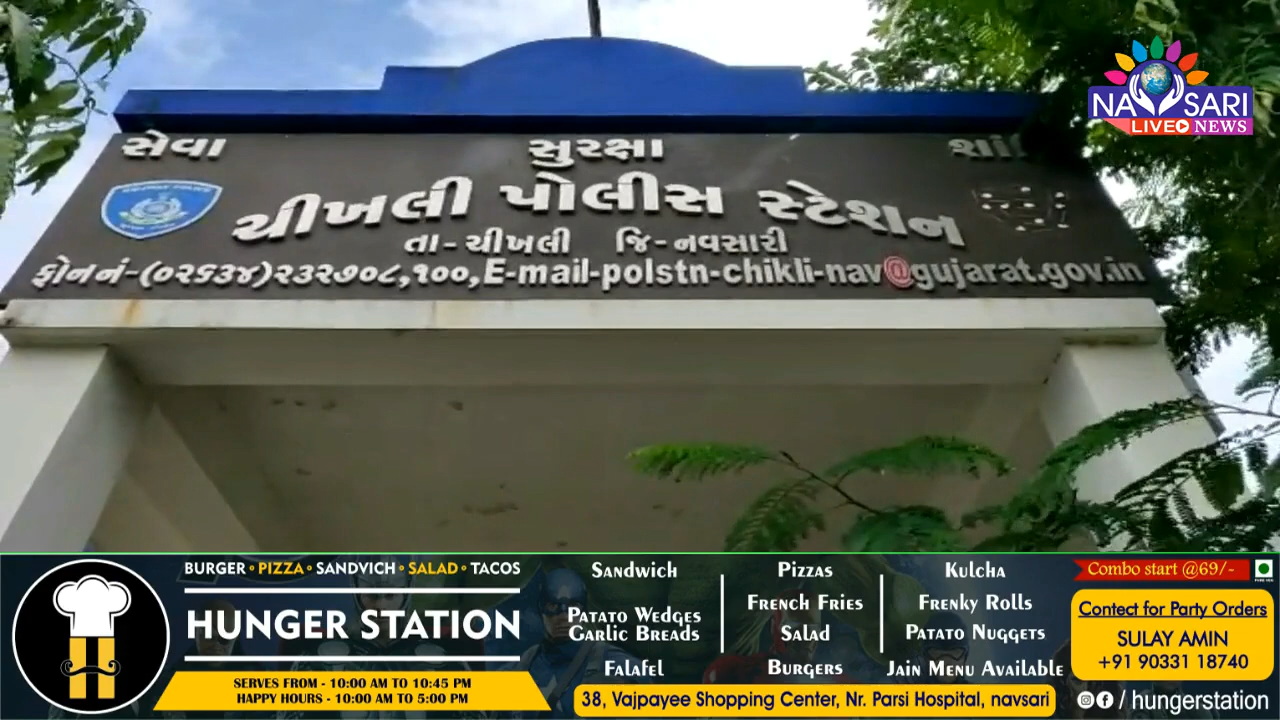 NAVSARI
LIVE NEWS
સેવા સુરક્ષા
ચીખલી પોલીસ સ્ટેશન
તા-ચીખલી જિ-નવસારી
ફોન નં-(૦૨૬૩૪)૨૩૨૭૦૮,૧૦૦,E-mail-polstn-chikli-nav@gujarat.gov.in
BURGER • PIZZA • SANDVICH • SALAD • TACOS
HUNGER STATION
SERVES FROM - 10:00 AM TO 10:45 PM
HAPPY HOURS - 10:00 AM TO 5:00 PM
Sandwich
Patato Wedges
Garlic Breads
Falafel
Pizzas
French Fries
Salad
Burgers
Kulcha
Frenky Rolls
Patato Nuggets
Jain Menu Available
38, Vajpayee Shopping Center, Nr. Parsi Hospital, navsari
Combo start @69/-
Contect for Party Orders
SULAY AMIN
+91 90331 18740
/ hungerstation